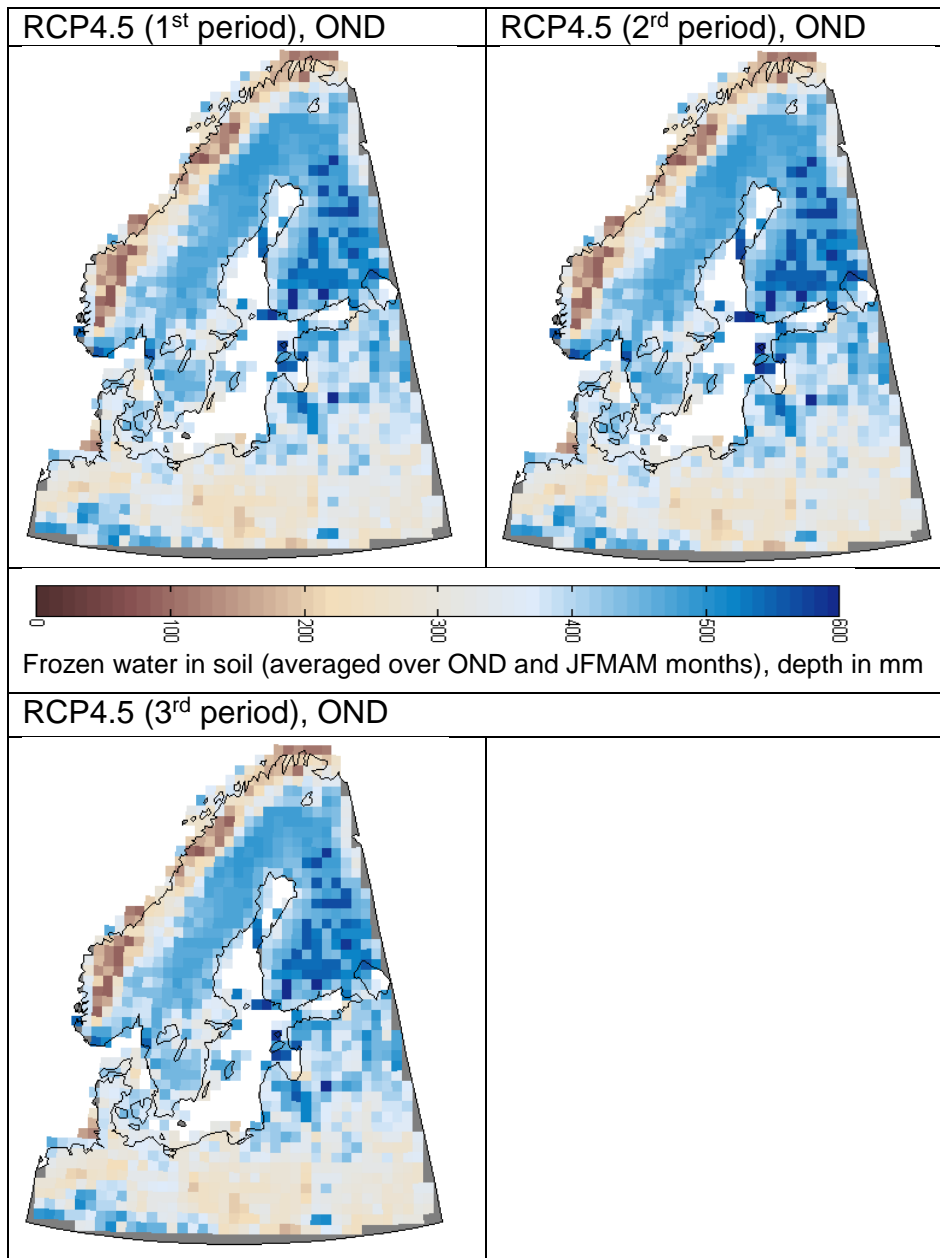 RCP4.5 (1st period), OND
RCP4.5 (2rd period), OND
0 100 200 300 400 500 600
Frozen water in soil (averaged over OND and JFMAM months), depth in mm
RCP4.5 (3rd period), OND